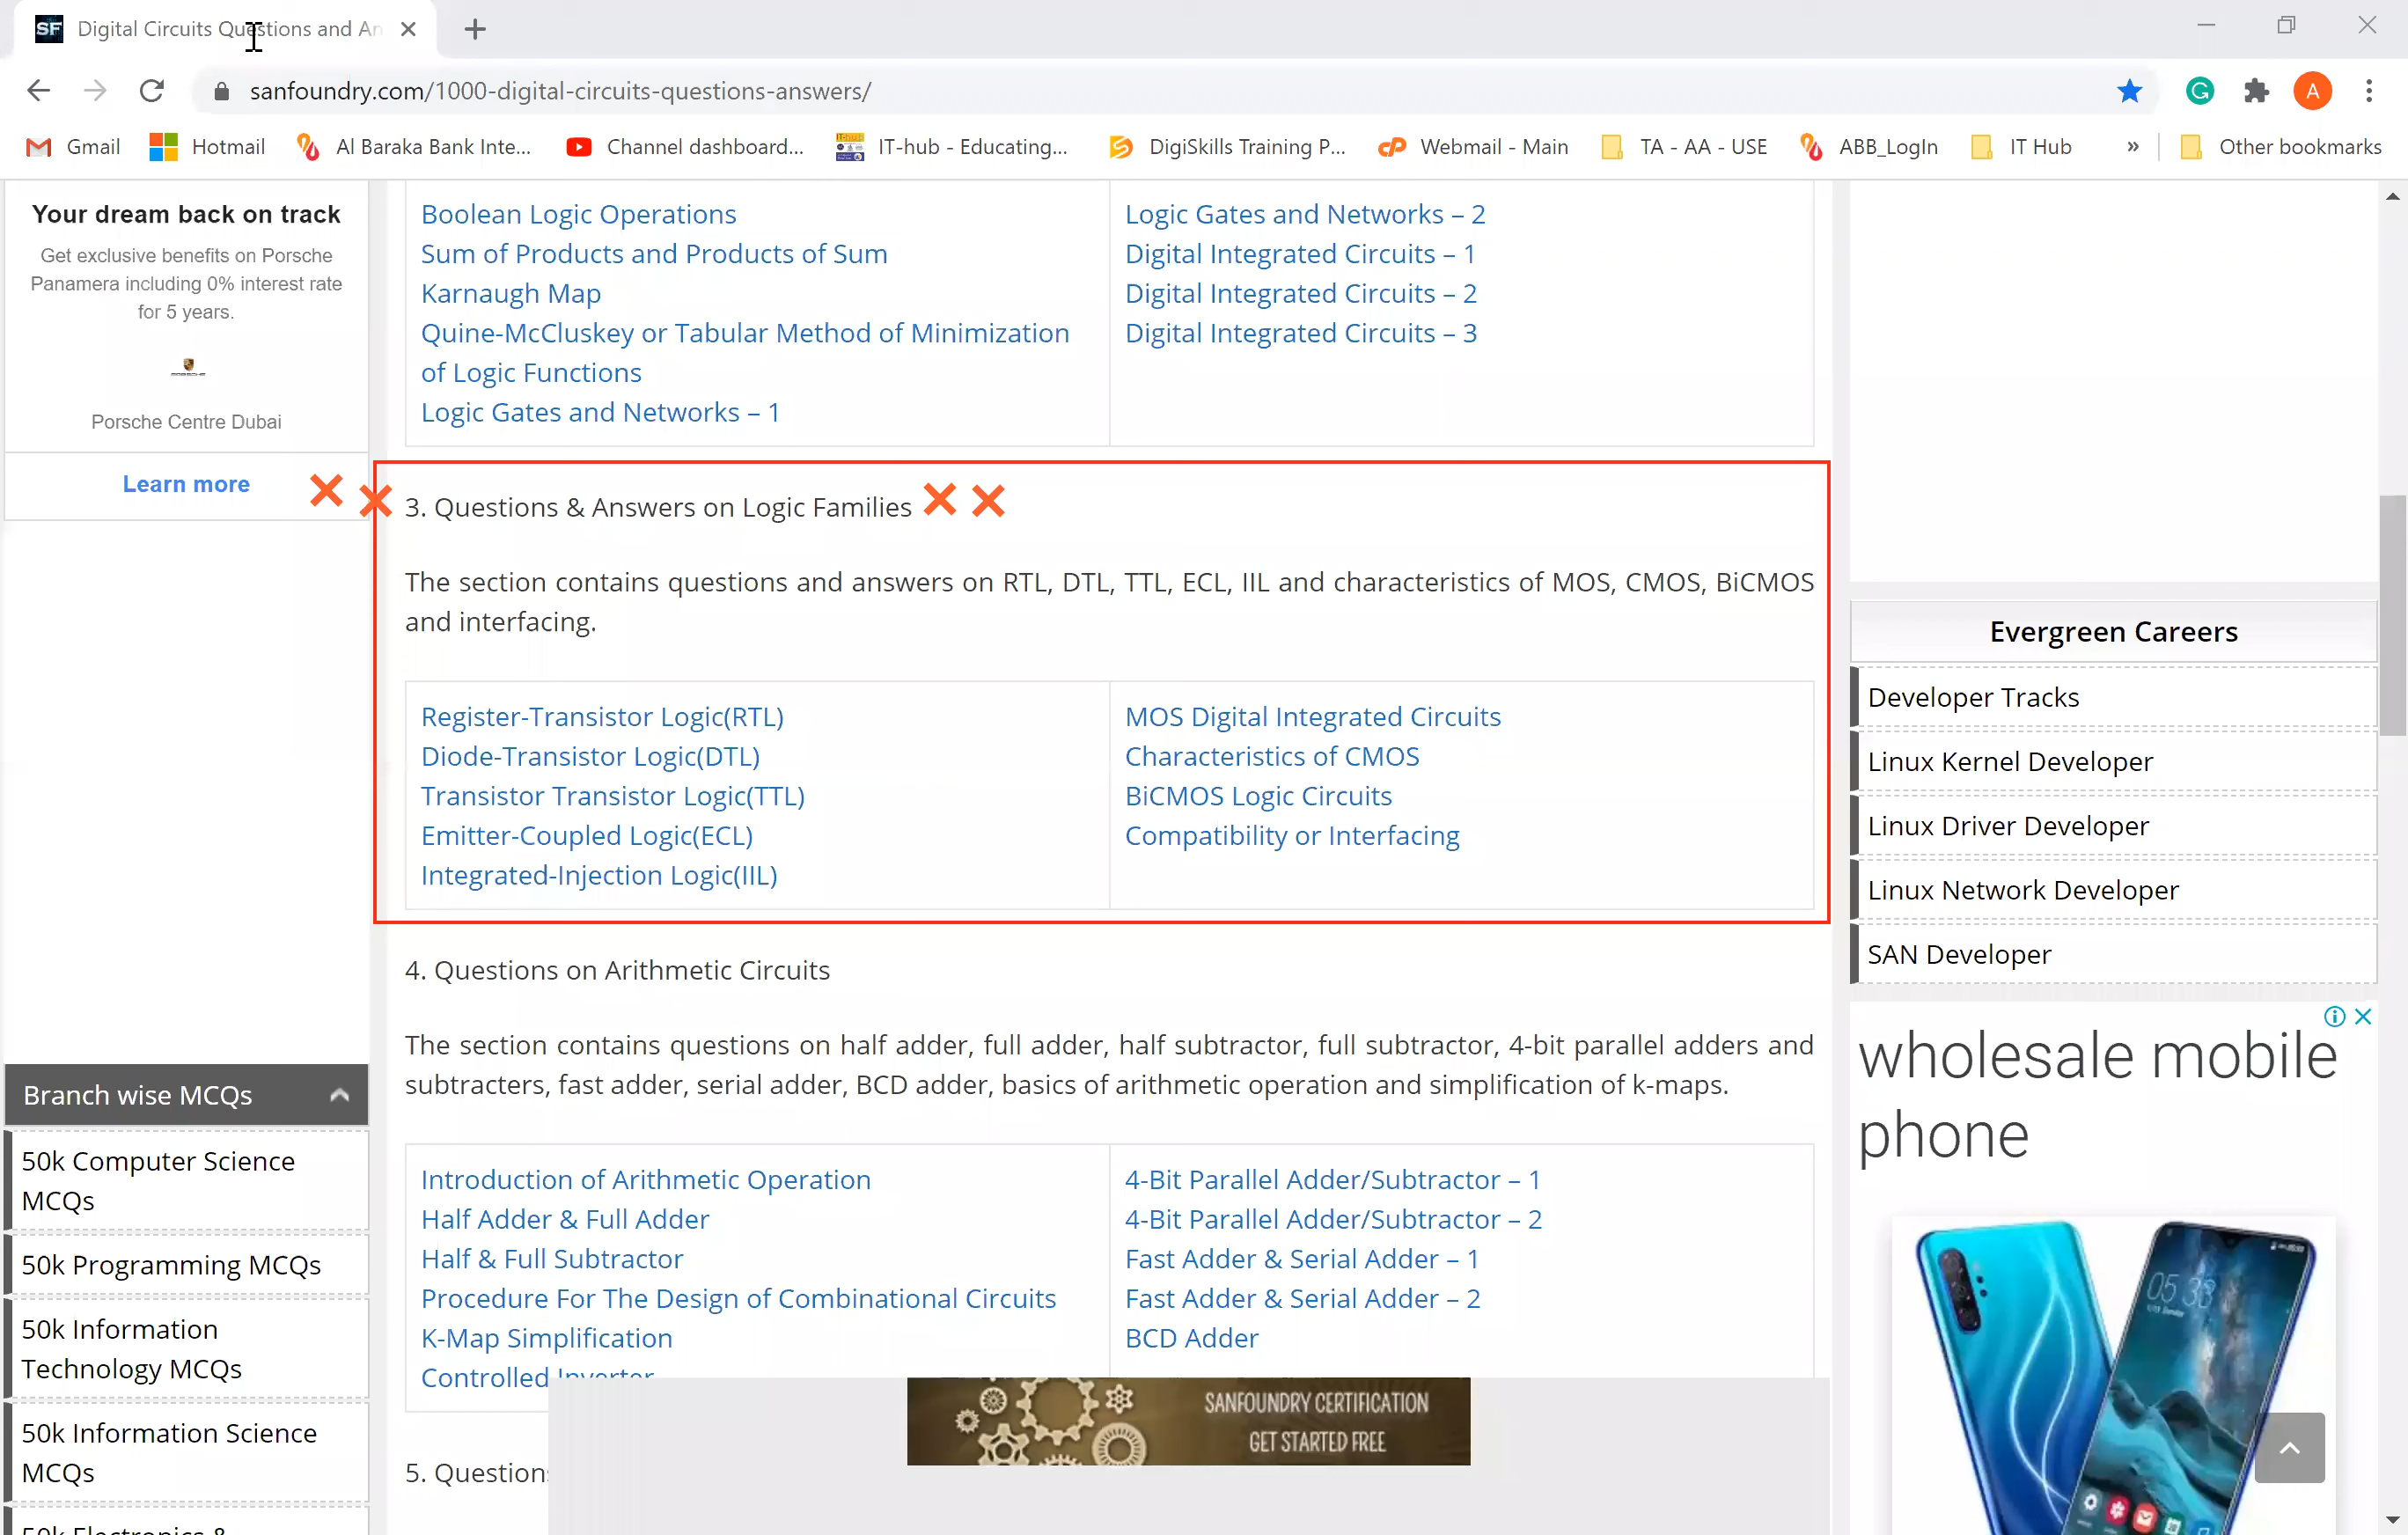 SF Digital Circuits Questions and An
sanfoundry.com/1000-digital-circuits-questions-answers/
G
A
Gmail
Hotmail
Al Baraka Bank Inte...
Channel dashboard...
IT-hub - Educating...
DigiSkills Training P...
cP Webmail - Main
TA - AA - USE
ABB_LogIn
IT Hub
»
Other bookmarks
Your dream back on track
Get exclusive benefits on Porsche
Panamera including 0% interest rate
for 5 years.
PORSCHE
Porsche Centre Dubai
Learn more
Branch wise MCQs
50k Computer Science
MCQs
50k Programming MCQs
50k Information
Technology MCQs
50k Information Science
MCQs
50k Electronics &
Boolean Logic Operations
Sum of Products and Products of Sum
Karnaugh Map
Quine-McCluskey or Tabular Method of Minimization
of Logic Functions
Logic Gates and Networks – 1
Logic Gates and Networks – 2
Digital Integrated Circuits – 1
Digital Integrated Circuits – 2
Digital Integrated Circuits – 3
3. Questions & Answers on Logic Families
The section contains questions and answers on RTL, DTL, TTL, ECL, IIL and characteristics of MOS, CMOS, BiCMOS
and interfacing.
Register-Transistor Logic(RTL)
Diode-Transistor Logic(DTL)
Transistor Transistor Logic(TTL)
Emitter-Coupled Logic(ECL)
Integrated-Injection Logic(IIL)
MOS Digital Integrated Circuits
Characteristics of CMOS
BiCMOS Logic Circuits
Compatibility or Interfacing
4. Questions on Arithmetic Circuits
The section contains questions on half adder, full adder, half subtractor, full subtractor, 4-bit parallel adders and
subtracters, fast adder, serial adder, BCD adder, basics of arithmetic operation and simplification of k-maps.
Introduction of Arithmetic Operation
Half Adder & Full Adder
Half & Full Subtractor
Procedure For The Design of Combinational Circuits
K-Map Simplification
Controlled Inverter
4-Bit Parallel Adder/Subtractor – 1
4-Bit Parallel Adder/Subtractor – 2
Fast Adder & Serial Adder – 1
Fast Adder & Serial Adder – 2
BCD Adder
5. Question
SANFOUNDRY CERTIFICATION
GET STARTED FREE
Evergreen Careers
Developer Tracks
Linux Kernel Developer
Linux Driver Developer
Linux Network Developer
SAN Developer
wholesale mobile
phone
05 38